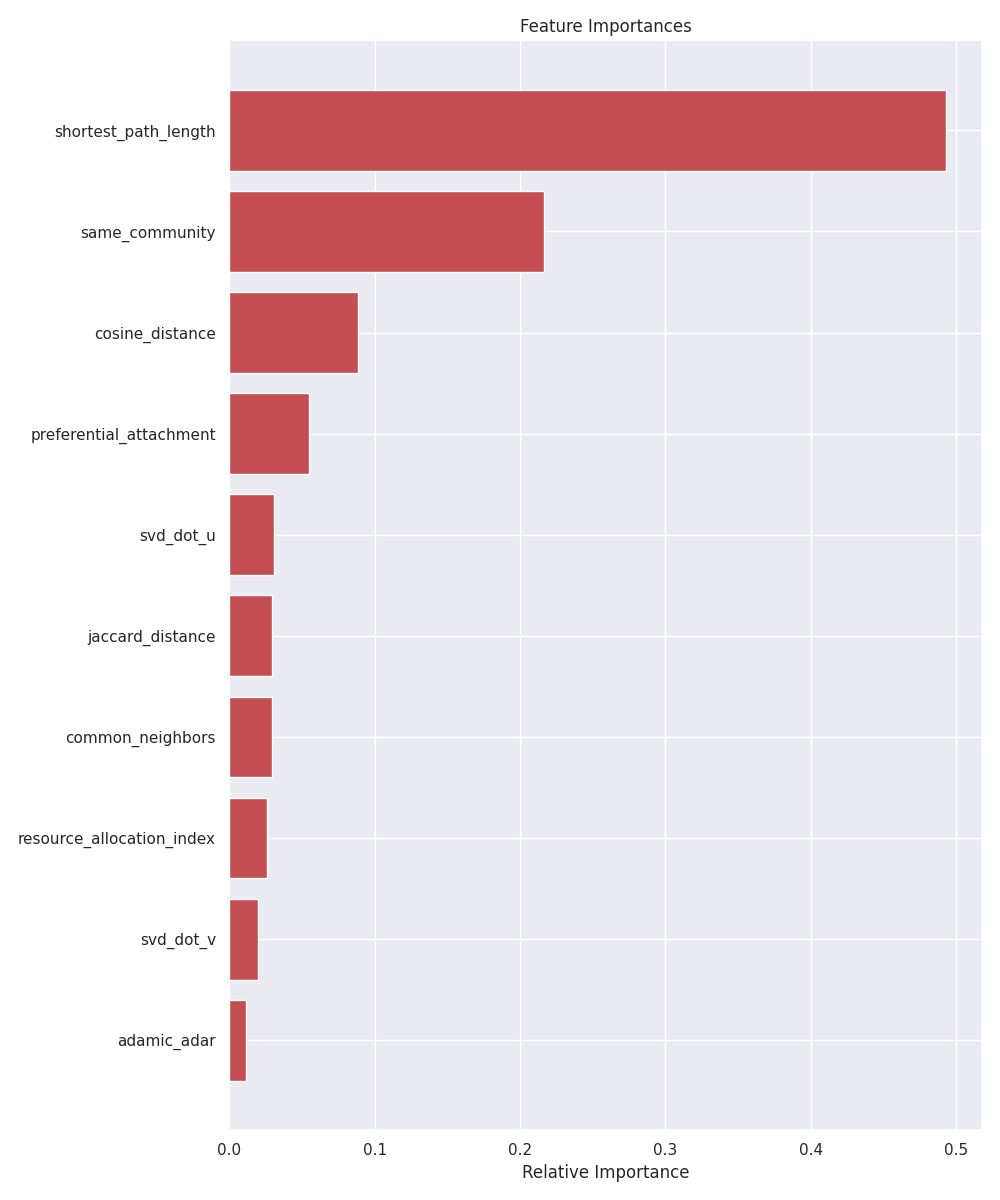 Feature Importances
shortest_path_length
same_community
cosine_distance
preferential_attachment
svd_dot_u
jaccard_distance
common_neighbors
resource_allocation_index
svd_dot_v
adamic_adar
0.0 0.1 0.2 0.3 0.4 0.5
Relative Importance